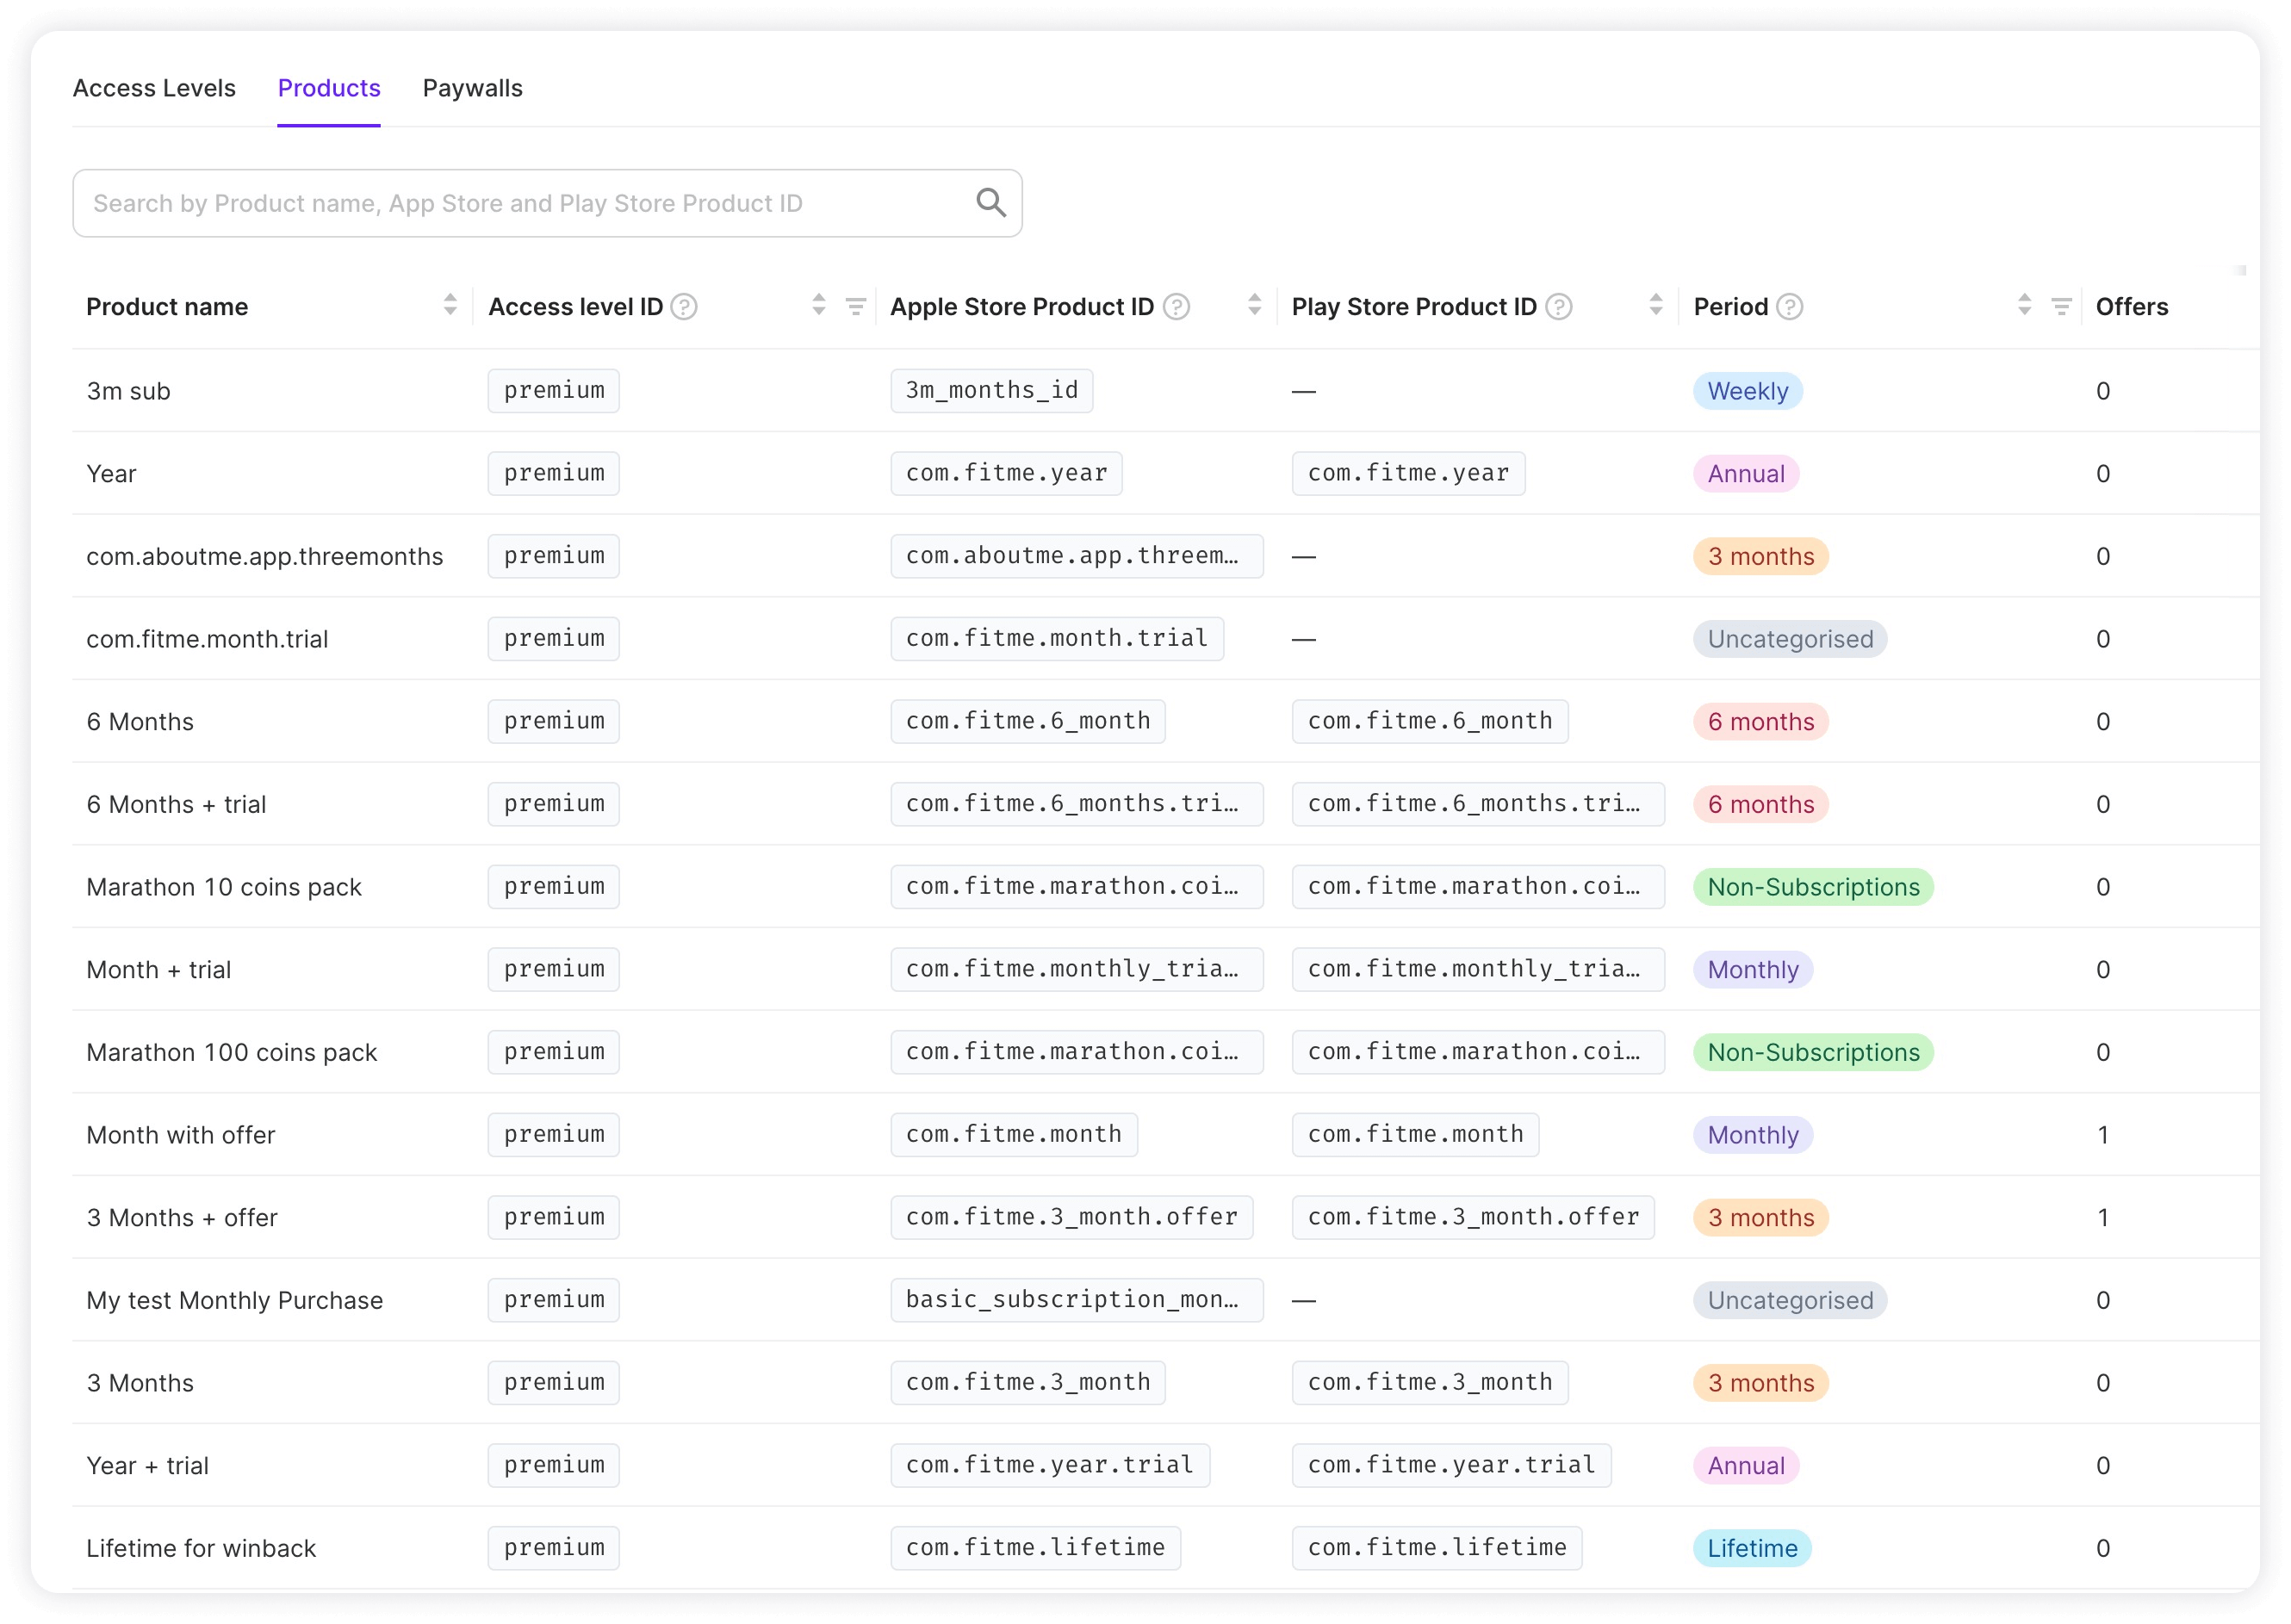 Access Levels Products Paywalls
Search by Product name, App Store and Play Store Product ID
Product name Access level ID ? Apple Store Product ID ? Play Store Product ID ? Period ? Offers
3m sub premium 3m_months_id — Weekly 0
Year premium com.fitme.year com.fitme.year Annual 0
com.aboutme.app.threemonths premium com.aboutme.app.threem… — 3 months 0
com.fitme.month.trial premium com.fitme.month.trial — Uncategorised 0
6 Months premium com.fitme.6_month com.fitme.6_month 6 months 0
6 Months + trial premium com.fitme.6_months.tri… com.fitme.6_months.tri… 6 months 0
Marathon 10 coins pack premium com.fitme.marathon.coi… com.fitme.marathon.coi… Non-Subscriptions 0
Month + trial premium com.fitme.monthly_tria… com.fitme.monthly_tria… Monthly 0
Marathon 100 coins pack premium com.fitme.marathon.coi… com.fitme.marathon.coi… Non-Subscriptions 0
Month with offer premium com.fitme.month com.fitme.month Monthly 1
3 Months + offer premium com.fitme.3_month.offer com.fitme.3_month.offer 3 months 1
My test Monthly Purchase premium basic_subscription_mon… — Uncategorised 0
3 Months premium com.fitme.3_month com.fitme.3_month 3 months 0
Year + trial premium com.fitme.year.trial com.fitme.year.trial Annual 0
Lifetime for winback premium com.fitme.lifetime com.fitme.lifetime Lifetime 0